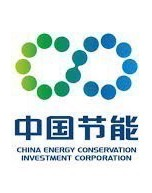 中国节能
CHINA ENERGY CONSERVATION
INVESTMENT CORPORATION